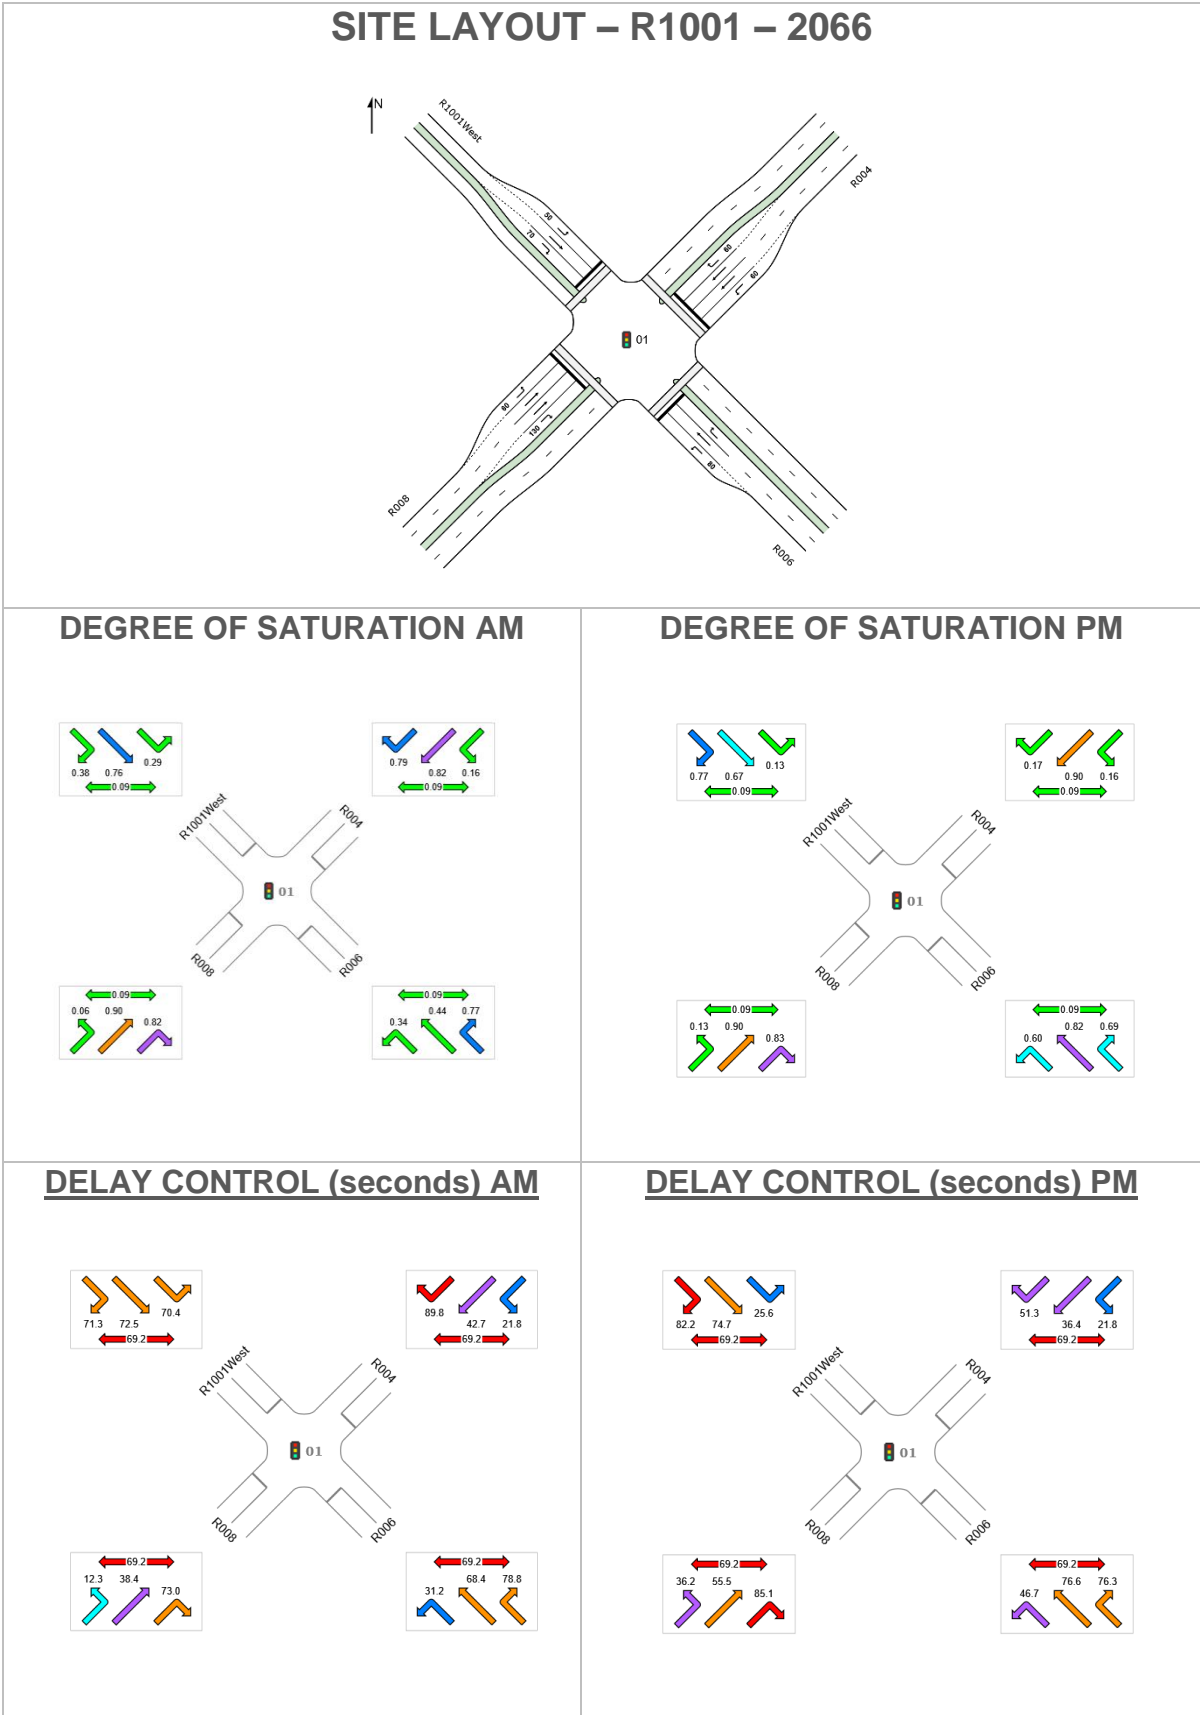 SITE LAYOUT – R1001 – 2066
N
R1001West
R004
50
70
60
60
01
60
130
80
R008
R006
DEGREE OF SATURATION AM
0.38 0.76 0.29
0.09
0.79 0.82 0.16
0.09
R1001West
R004
01
R008
R006
0.09
0.06 0.90 0.82
0.09
0.34 0.44 0.77
DEGREE OF SATURATION PM
0.77 0.67 0.13
0.09
0.17 0.90 0.16
0.09
R1001West
R004
01
R008
R006
0.09
0.13 0.90 0.83
0.09
0.60 0.82 0.69
DELAY CONTROL (seconds) AM
71.3 72.5 70.4
69.2
89.8 42.7 21.8
69.2
R1001West
R004
01
R008
R006
69.2
12.3 38.4 73.0
69.2
31.2 68.4 78.8
DELAY CONTROL (seconds) PM
82.2 74.7 25.6
69.2
51.3 36.4 21.8
69.2
R1001West
R004
01
R008
R006
69.2
36.2 55.5 85.1
69.2
46.7 76.6 76.3